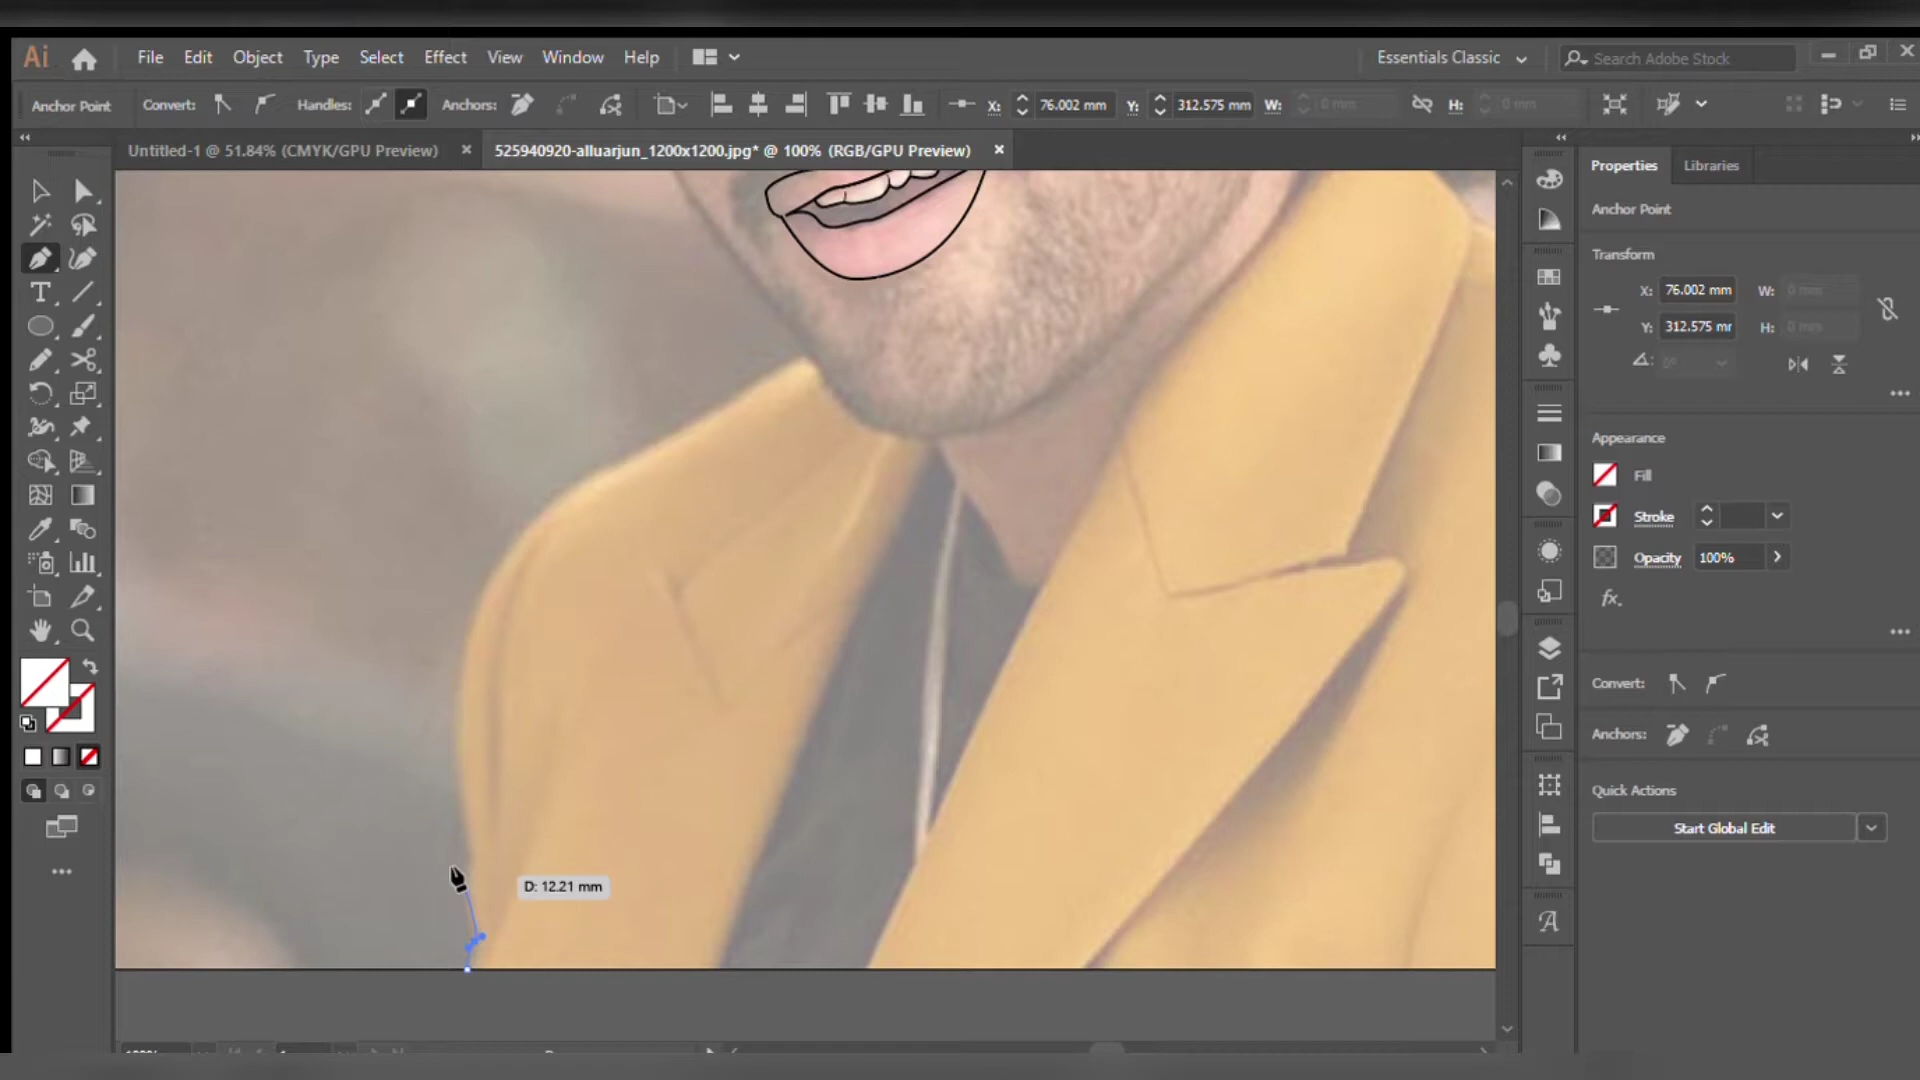 Ai File Edit Object Type Select Effect View Window Help Essentials Classic Search Adobe Stock
Anchor Point Convert: Handles: Anchors: X: 76.002 mm Y: 312.575 mm W: 0 mm H: 0 mm
Untitled-1 @ 51.84% (CMYK/GPU Preview) × 525940920-alluarjun_1200x1200.jpg* @ 100% (RGB/GPU Preview) ×
Properties Libraries
Anchor Point
Transform
X: 76.002 mm W: 0 mm
Y: 312.575 mr H: 0 mm
Appearance
Fill
Stroke
Opacity 100%
fx.
Convert:
Anchors:
Quick Actions
Start Global Edit
D: 12.21 mm